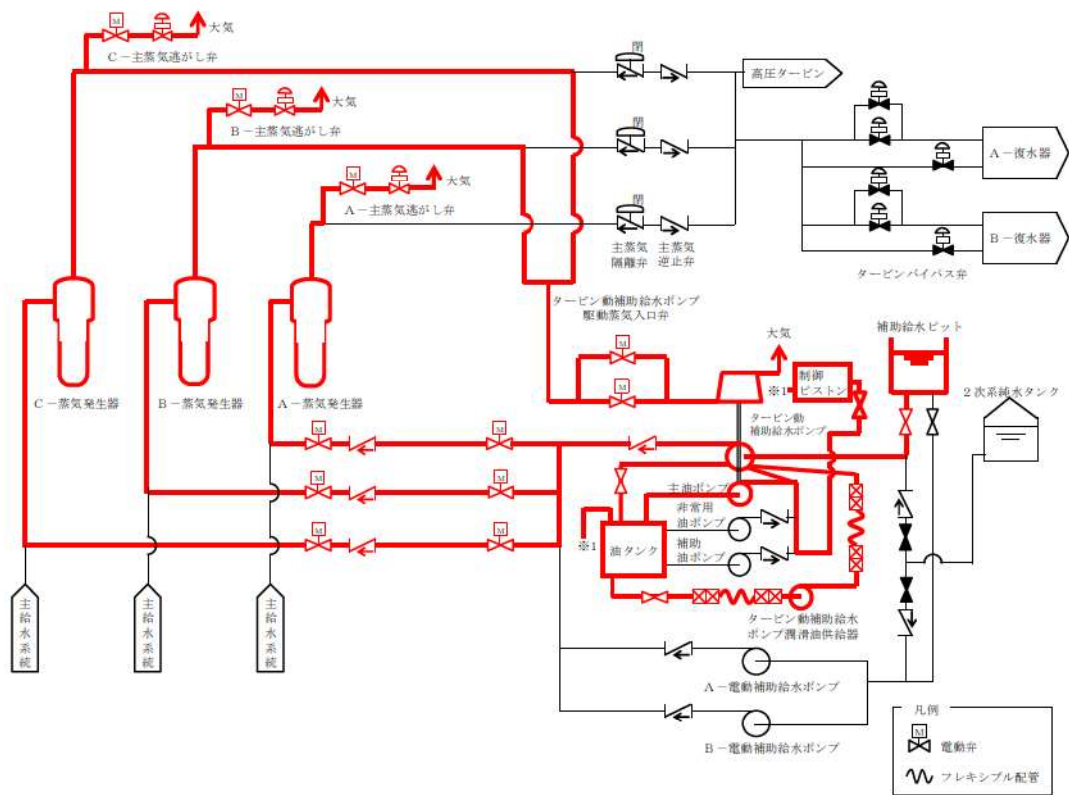 大気
M
C－主蒸気逃がし弁
閉
高圧タービン
大気
M
B－主蒸気逃がし弁
閉
A－復水器
大気
M
A－主蒸気逃がし弁
閉
主蒸気
隔離弁
主蒸気
逆止弁
B－復水器
タービンバイパス弁
タービン動補助給水ポンプ
駆動蒸気入口弁
補助給水ピット
大気
M
M
※1
制御
ピストン
2次系純水タンク
C－蒸気発生器
B－蒸気発生器
A－蒸気発生器
タービン動
補助給水ポンプ
M
M
M
M
M
M
主油ポンプ
非常用
油ポンプ
補助
油ポンプ
※1
油タンク
主給水系統
主給水系統
主給水系統
タービン動補助給水
ポンプ潤滑油供給器
A－電動補助給水ポンプ
B－電動補助給水ポンプ
凡例
M
電動弁
フレキシブル配管